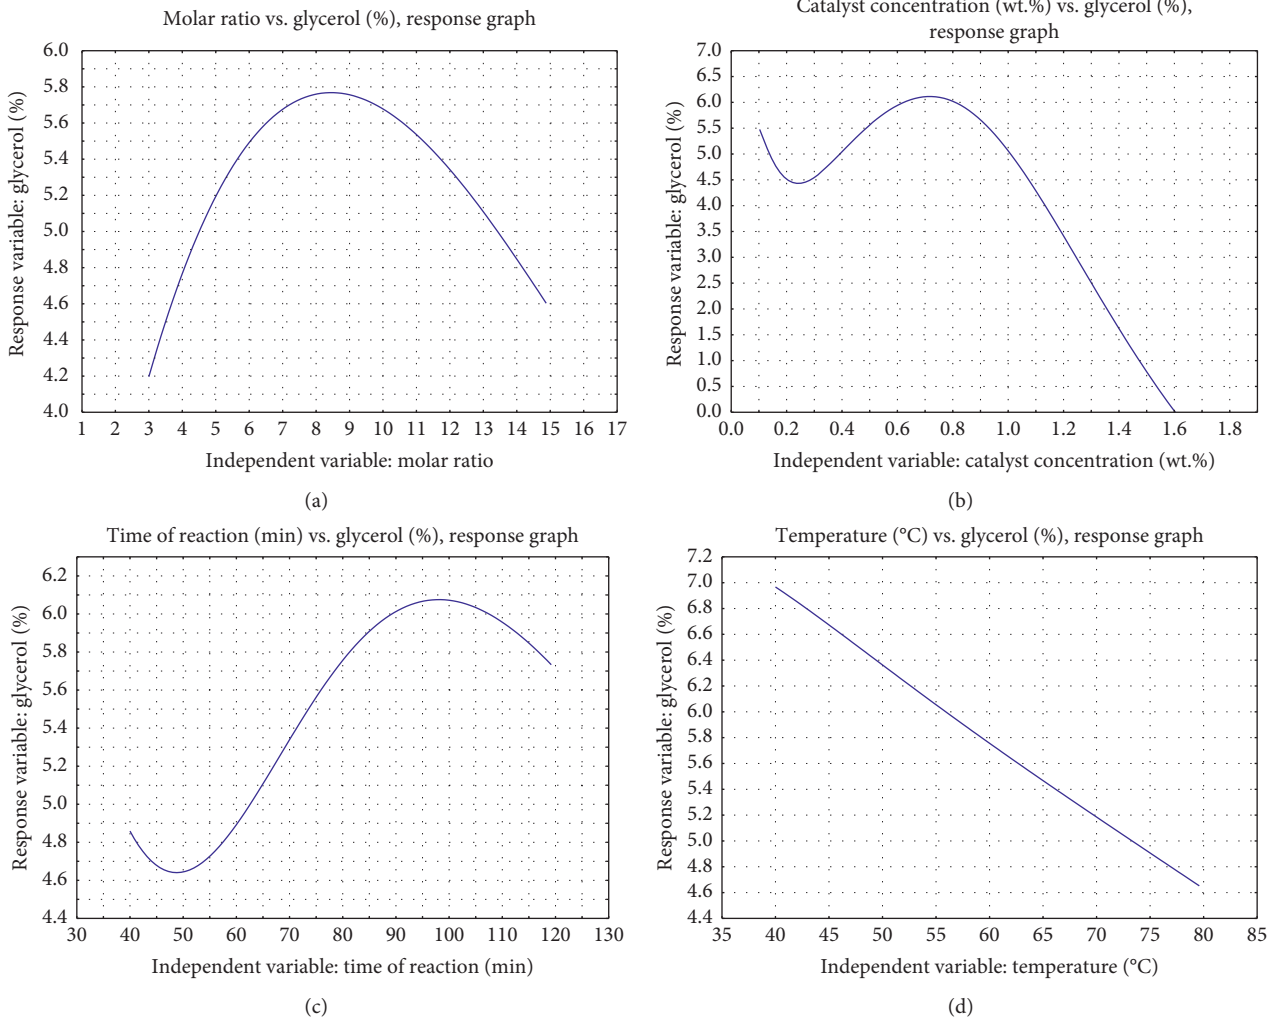 Molar ratio vs. glycerol (%), response graph
Response variable: glycerol (%)
6.0
5.8
5.6
5.4
5.2
5.0
4.8
4.6
4.4
4.2
4.0
1 2 3 4 5 6 7 8 9 10 11 12 13 14 15 16 17
Independent variable: molar ratio
(a)
Catalyst concentration (wt.%) vs. glycerol (%),
response graph
Response variable: glycerol (%)
7.0
6.5
6.0
5.5
5.0
4.5
4.0
3.5
3.0
2.5
2.0
1.5
1.0
0.5
0.0
0.0 0.2 0.4 0.6 0.8 1.0 1.2 1.4 1.6 1.8
Independent variable: catalyst concentration (wt.%)
(b)
Time of reaction (min) vs. glycerol (%), response graph
Response variable: glycerol (%)
6.2
6.0
5.8
5.6
5.4
5.2
5.0
4.8
4.6
4.4
30 40 50 60 70 80 90 100 110 120 130
Independent variable: time of reaction (min)
(c)
Temperature (°C) vs. glycerol (%), response graph
Response variable: glycerol (%)
7.2
7.0
6.8
6.6
6.4
6.2
6.0
5.8
5.6
5.4
5.2
5.0
4.8
4.6
4.4
35 40 45 50 55 60 65 70 75 80 85
Independent variable: temperature (°C)
(d)